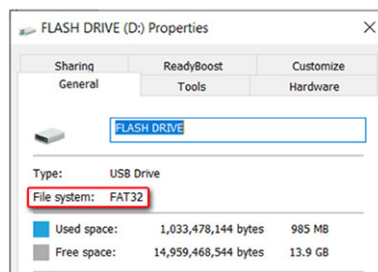 FLASH DRIVE (D:) Properties
Sharing ReadyBoost Customize
General Tools Hardware
FLASH DRIVE
Type: USB Drive
File system: FAT32
Used space: 1,033,478,144 bytes 985 MB
Free space: 14,959,468,544 bytes 13.9 GB